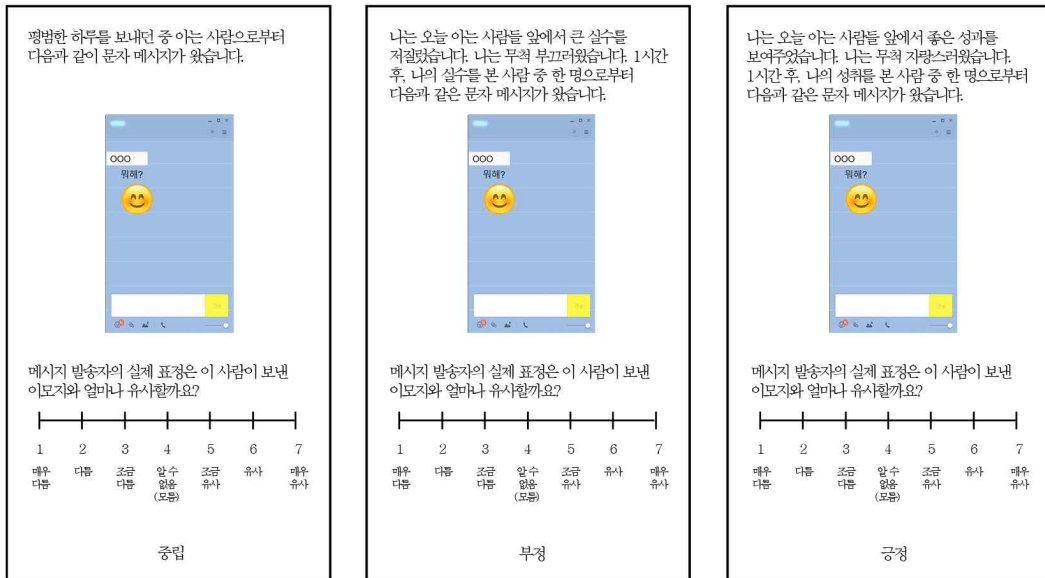 평범한 하루를 보내던 중 아는 사람으로부터
다음과 같이 문자 메시지가 왔습니다.
OOO
뭐해?
메시지 발송자의 실제 표정은 이 사람이 보낸
이모지와 얼마나 유사할까요?
1 2 3 4 5 6 7
매우 다름 조금 알 수 조금 유사 매우
다름 다름 없음 유사 유사
(모름)
중립
나는 오늘 아는 사람들 앞에서 큰 실수를
저질렀습니다. 나는 무척 부끄러웠습니다. 1시간
후, 나의 실수를 본 사람 중 한 명으로부터
다음과 같은 문자 메시지가 왔습니다.
OOO
뭐해?
메시지 발송자의 실제 표정은 이 사람이 보낸
이모지와 얼마나 유사할까요?
1 2 3 4 5 6 7
매우 다름 조금 알 수 조금 유사 매우
다름 다름 없음 유사 유사
(모름)
부정
나는 오늘 아는 사람들 앞에서 좋은 성과를
보여주었습니다. 나는 무척 자랑스러웠습니다.
1시간 후, 나의 성취를 본 사람 중 한 명으로부터
다음과 같은 문자 메시지가 왔습니다.
OOO
뭐해?
메시지 발송자의 실제 표정은 이 사람이 보낸
이모지와 얼마나 유사할까요?
1 2 3 4 5 6 7
매우 다름 조금 알 수 조금 유사 매우
다름 다름 없음 유사 유사
(모름)
긍정